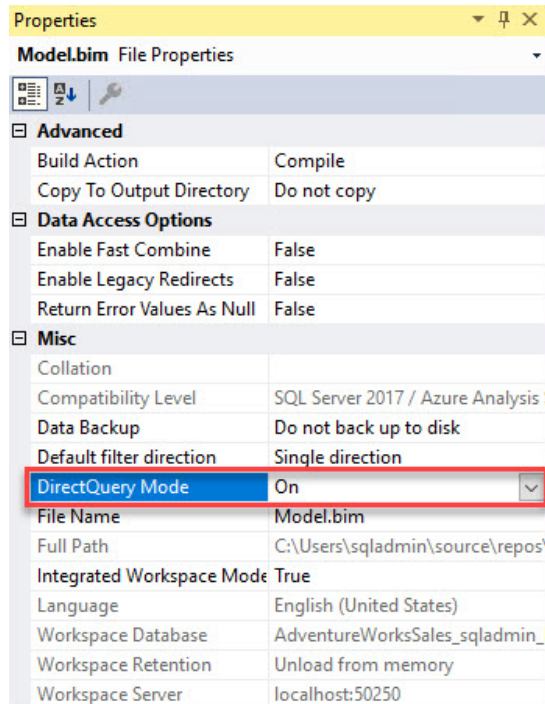 Properties
Model.bim File Properties
Advanced
Build Action Compile
Copy To Output Directory Do not copy
Data Access Options
Enable Fast Combine False
Enable Legacy Redirects False
Return Error Values As Null False
Misc
Collation
Compatibility Level SQL Server 2017 / Azure Analysis
Data Backup Do not back up to disk
Default filter direction Single direction
DirectQuery Mode On
File Name Model.bim
Full Path C:\Users\sqladmin\source\repos\
Integrated Workspace Mode True
Language English (United States)
Workspace Database AdventureWorksSales_sqladmin_
Workspace Retention Unload from memory
Workspace Server localhost:50250